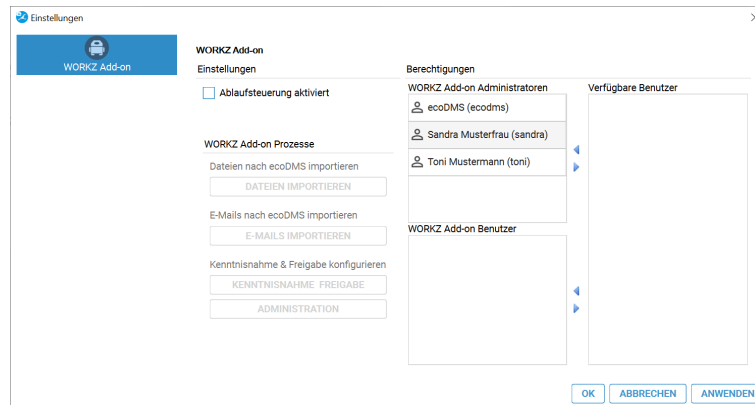 Einstellungen
WORKZ Add-on
WORKZ Add-on
Einstellungen
Ablaufsteuerung aktiviert
WORKZ Add-on Prozesse
Dateien nach ecoDMS importieren
DATEIEN IMPORTIEREN
E-Mails nach ecoDMS importieren
E-MAILS IMPORTIEREN
Kenntnisnahme & Freigabe konfigurieren
KENNTNISNAHME FREIGABE
ADMINISTRATION
Berechtigungen
WORKZ Add-on Administratoren
ecoDMS (ecodms)
Sandra Musterfrau (sandra)
Toni Mustermann (toni)
WORKZ Add-on Benutzer
Verfügbare Benutzer
OK
ABBRECHEN
ANWENDEN